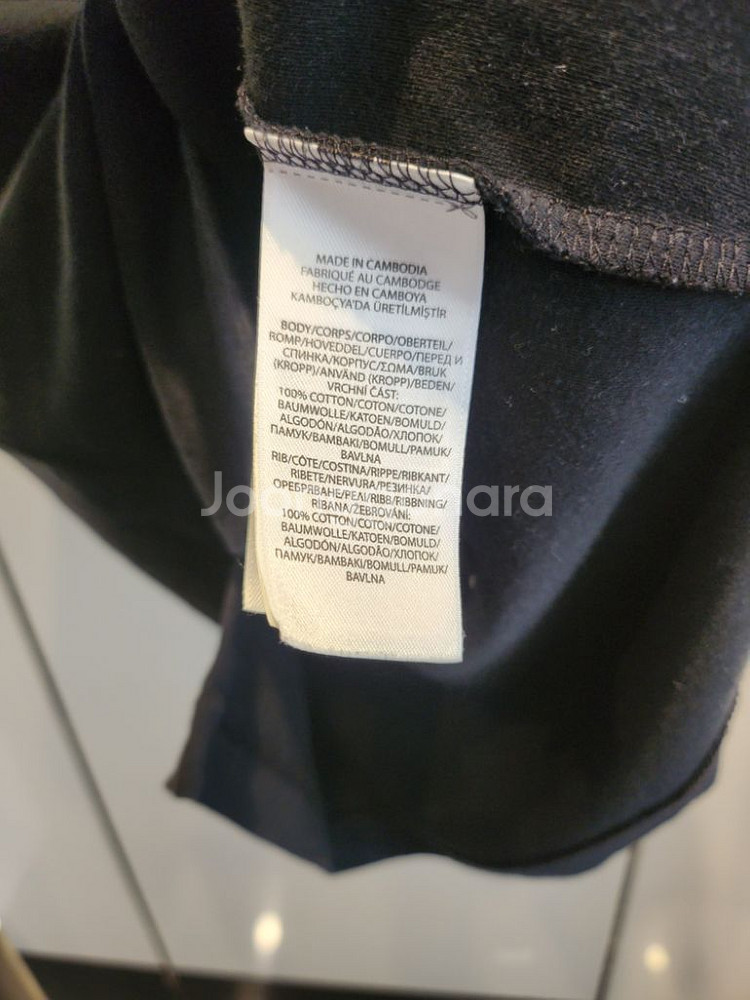 MADE IN CAMBODIA
FABRIQUÉ AU CAMBODGE
HECHO EN CAMBOYA
KAMBOÇYA'DA ÜRETİLMİŞTİR
BODY/CORPS/CORPO/OBERTEIL/
ROMP/HOVEDDEL/CUERPO/ПЕРЕД И
СПИНКА/КОРПУС/ΣΩΜΑ/BRUK
(KROPP)/ANVÄND (KROPP)/BEDEN/
VRCHNÍ ČÁST:
100% COTTON/COTON/COTONE/
BAUMWOLLE/KATOEN/BOMULD/
ALGODÓN/ALGODÃO/ХЛОПОК/
ПАМУК/BAMBAKI/BOMULL/PAMUK/
BAVLNA
RIB/CÔTE/COSTINA/RIPPE/RIBKANT/
RIBETE/NERVURA/РЕЗИНКА/
ОРЕБРЯВАНЕ/ΡΕΛΙ/RIBB/RIBBNING/
RIBANA/ŽEBROVÁNÍ:
100% COTTON/COTON/COTONE/
BAUMWOLLE/KATOEN/BOMULD/
ALGODÓN/ALGODÃO/ХЛОПОК/
ПАМУК/BAMBAKI/BOMULL/PAMUK/
BAVLNA